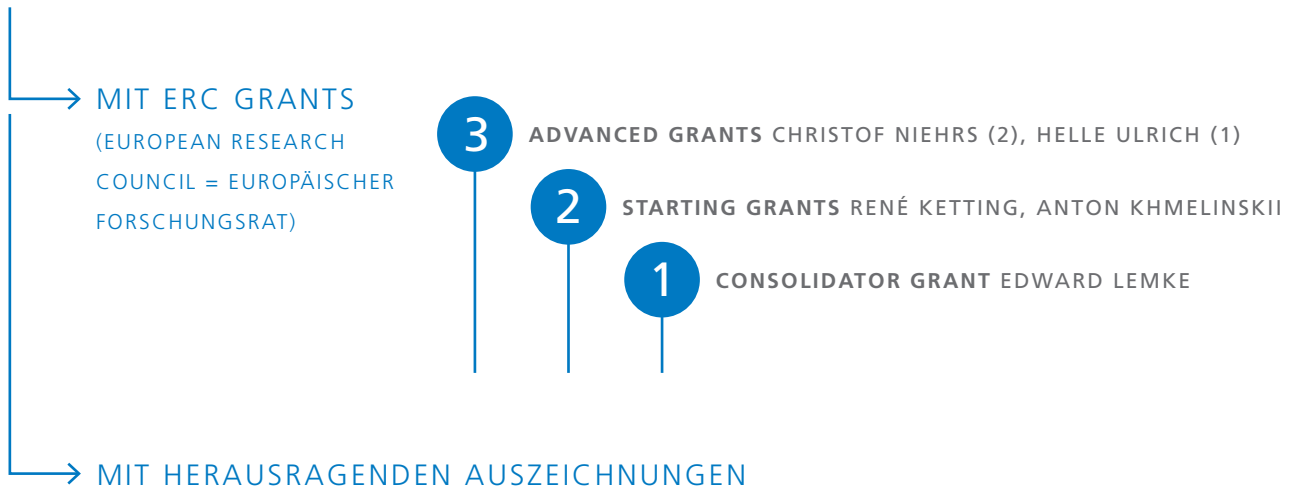 MIT ERC GRANTS
(EUROPEAN RESEARCH
COUNCIL = EUROPÄISCHER
FORSCHUNGSRAT)
3 ADVANCED GRANTS CHRISTOF NIEHRS (2), HELLE ULRICH (1)
2 STARTING GRANTS RENÉ KETTING, ANTON KHMELINSKII
1 CONSOLIDATOR GRANT EDWARD LEMKE
MIT HERAUSRAGENDEN AUSZEICHNUNGEN